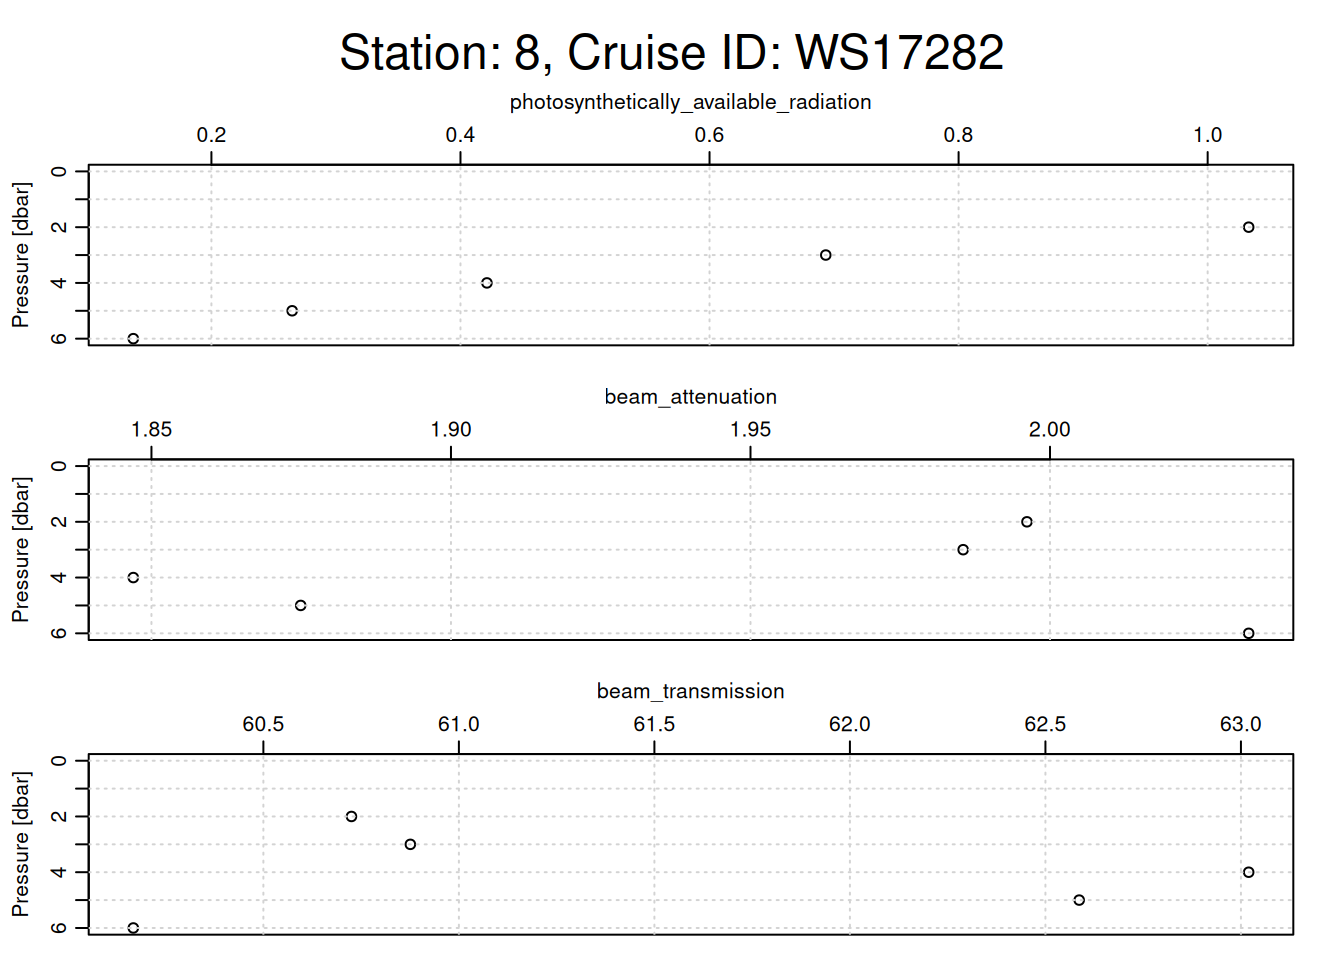 Station: 8, Cruise ID: WS17282
photosynthetically_available_radiation
0.2 0.4 0.6 0.8 1.0
Pressure [dbar]
0
2
4
6
beam_attenuation
1.85 1.90 1.95 2.00
Pressure [dbar]
0
2
4
6
beam_transmission
60.5 61.0 61.5 62.0 62.5 63.0
Pressure [dbar]
0
2
4
6